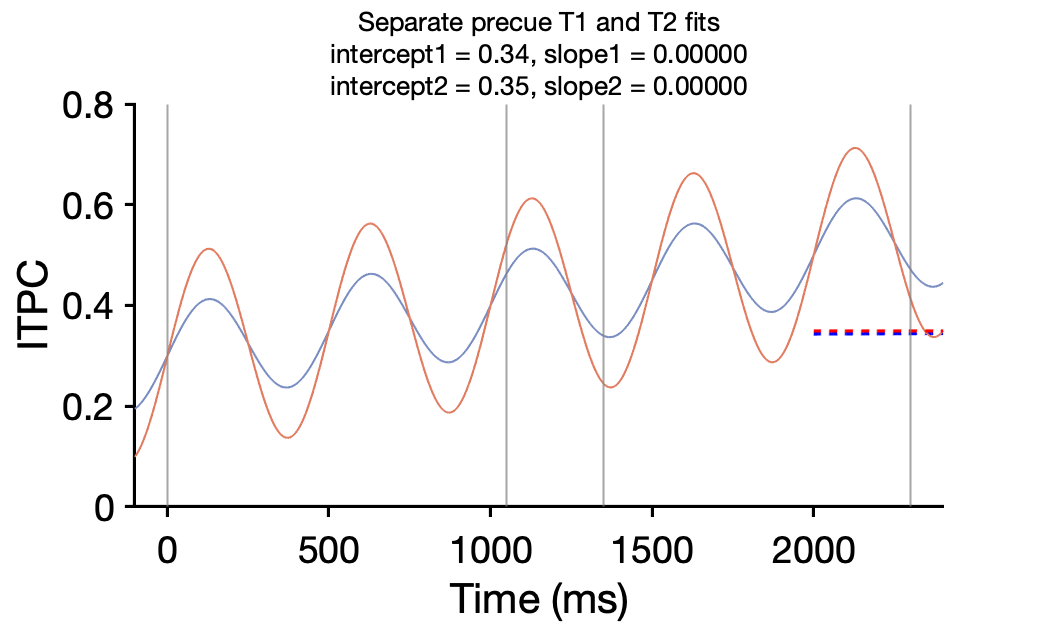 Separate precue T1 and T2 fits
intercept1 = 0.34, slope1 = 0.00000
intercept2 = 0.35, slope2 = 0.00000
0.8
0.6
0.4
0.2
0
ITPC
0 500 1000 1500 2000
Time (ms)